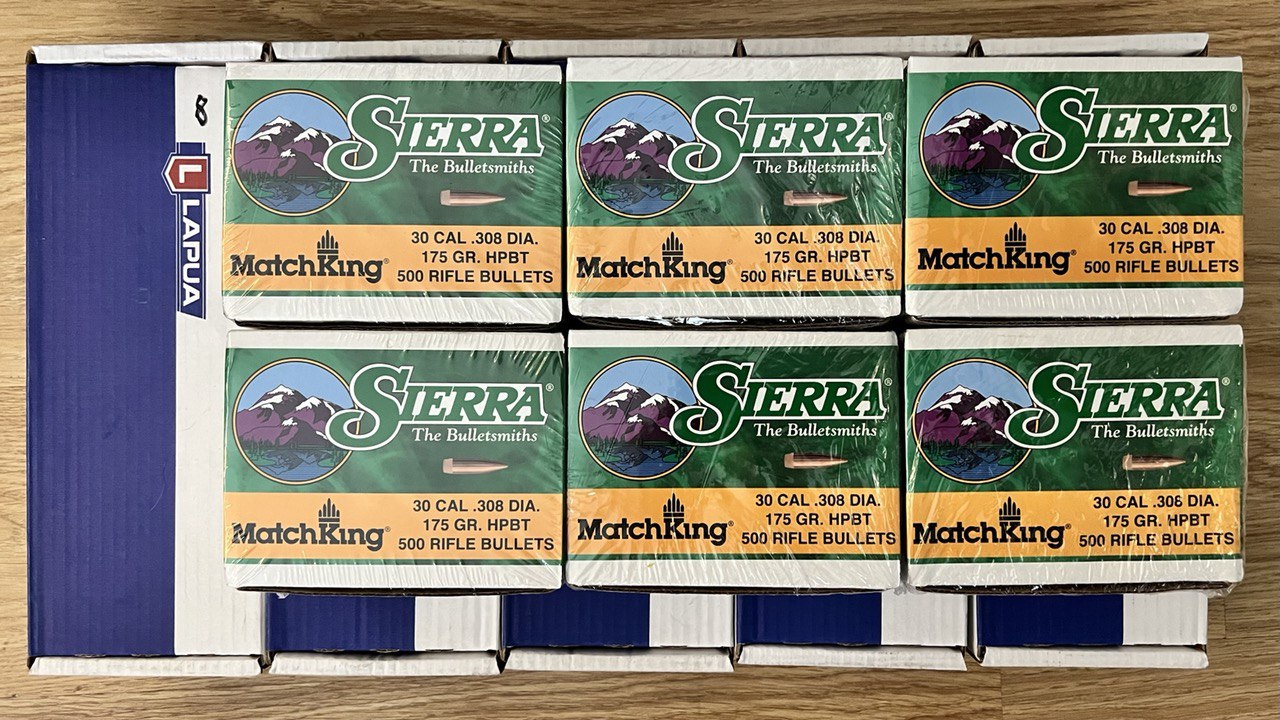 8
L
LAPUA
SIERRA®
The Bulletsmiths
MatchKing®
30 CAL .308 DIA.
175 GR. HPBT
500 RIFLE BULLETS
SIERRA®
The Bulletsmiths
MatchKing®
30 CAL .308 DIA.
175 GR. HPBT
500 RIFLE BULLETS
SIERRA®
The Bulletsmiths
MatchKing®
30 CAL .308 DIA.
175 GR. HPBT
500 RIFLE BULLETS
SIERRA®
The Bulletsmiths
MatchKing®
30 CAL .308 DIA.
175 GR. HPBT
500 RIFLE BULLETS
SIERRA®
The Bulletsmiths
MatchKing®
30 CAL .308 DIA.
175 GR. HPBT
500 RIFLE BULLETS
SIERRA®
The Bulletsmiths
MatchKing®
30 CAL .308 DIA.
175 GR. HPBT
500 RIFLE BULLETS